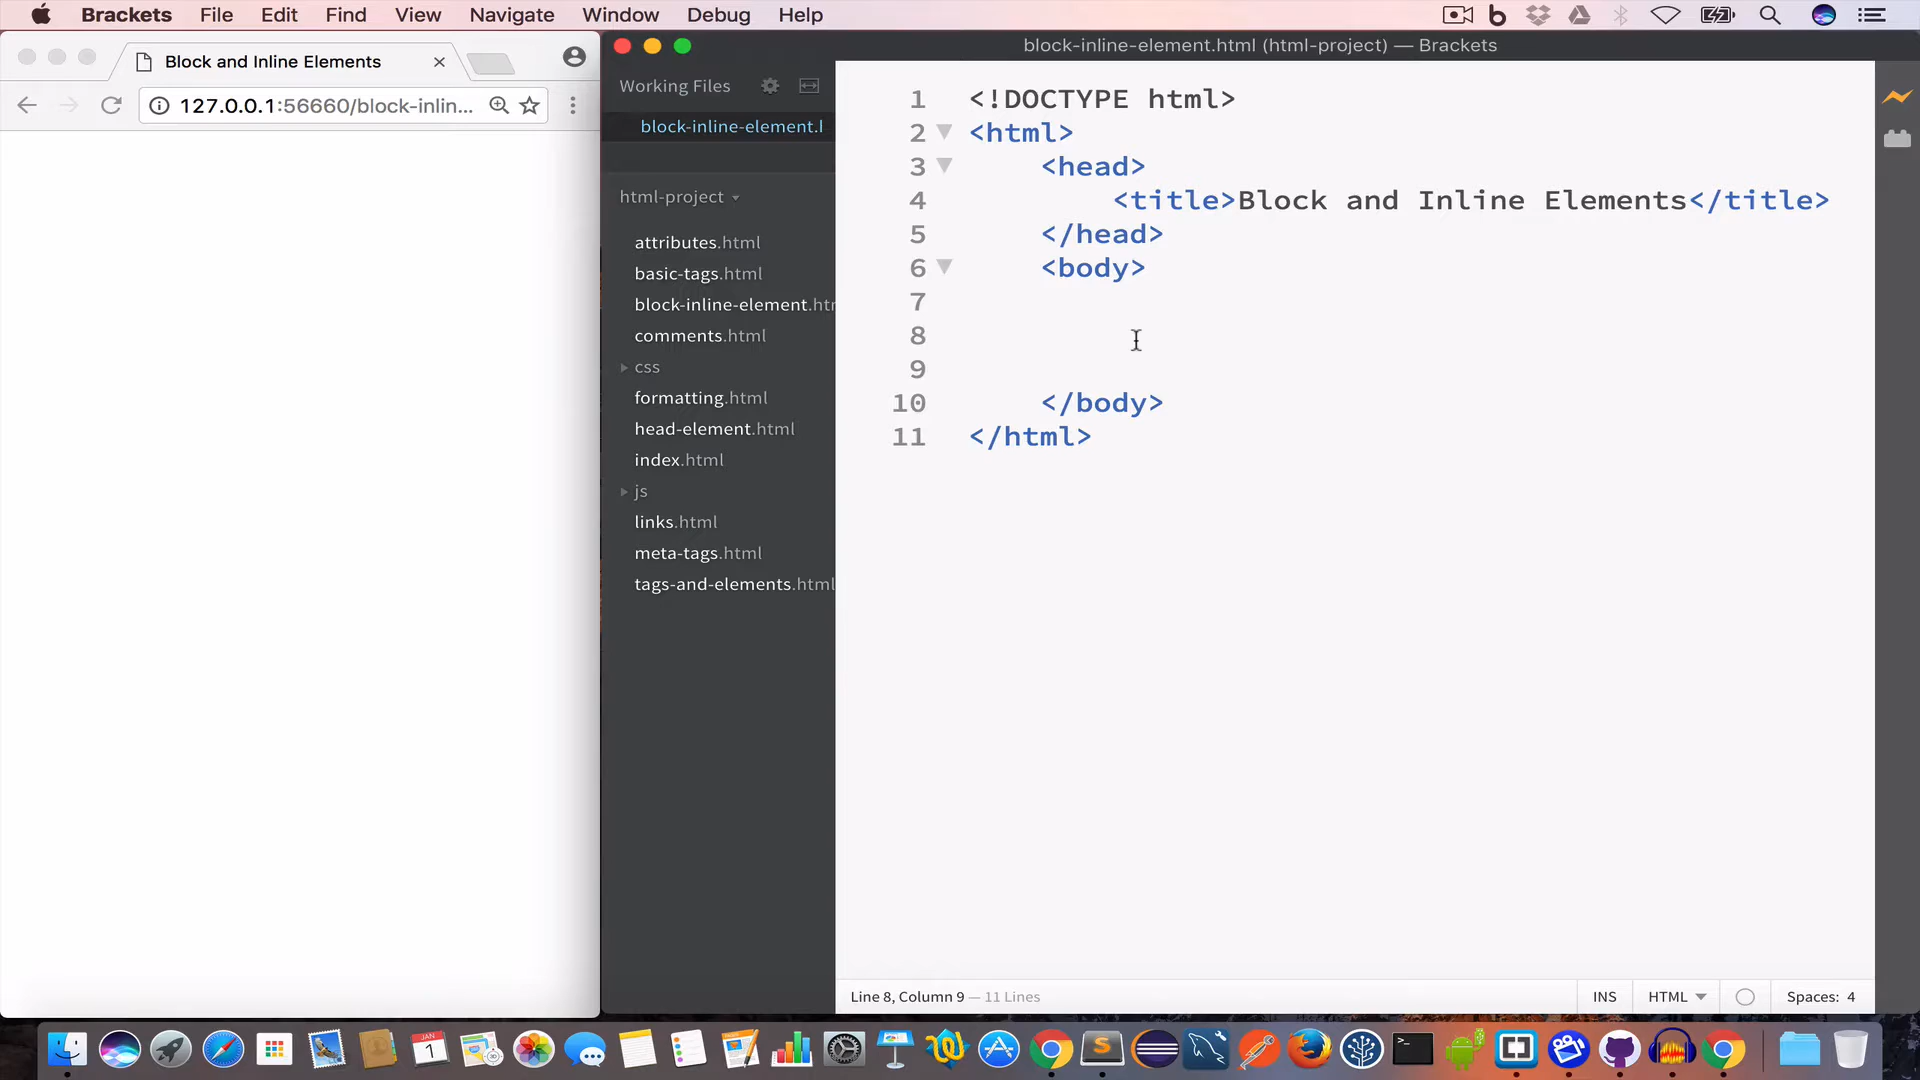 Brackets File Edit Find View Navigate Window Debug Help
Block and Inline Elements
127.0.0.1:56660/block-inlin...
block-inline-element.html (html-project) — Brackets
Working Files
block-inline-element.
html-project
attributes.html
basic-tags.html
block-inline-element.ht
comments.html
css
formatting.html
head-element.html
index.html
js
links.html
meta-tags.html
tags-and-elements.html
1 <!DOCTYPE html>
2 <html>
3 <head>
4 <title>Block and Inline Elements</title>
5 </head>
6 <body>
7
8
9
10 </body>
11 </html>
Line 8, Column 9 — 11 Lines
INS HTML Spaces: 4
JAN
1